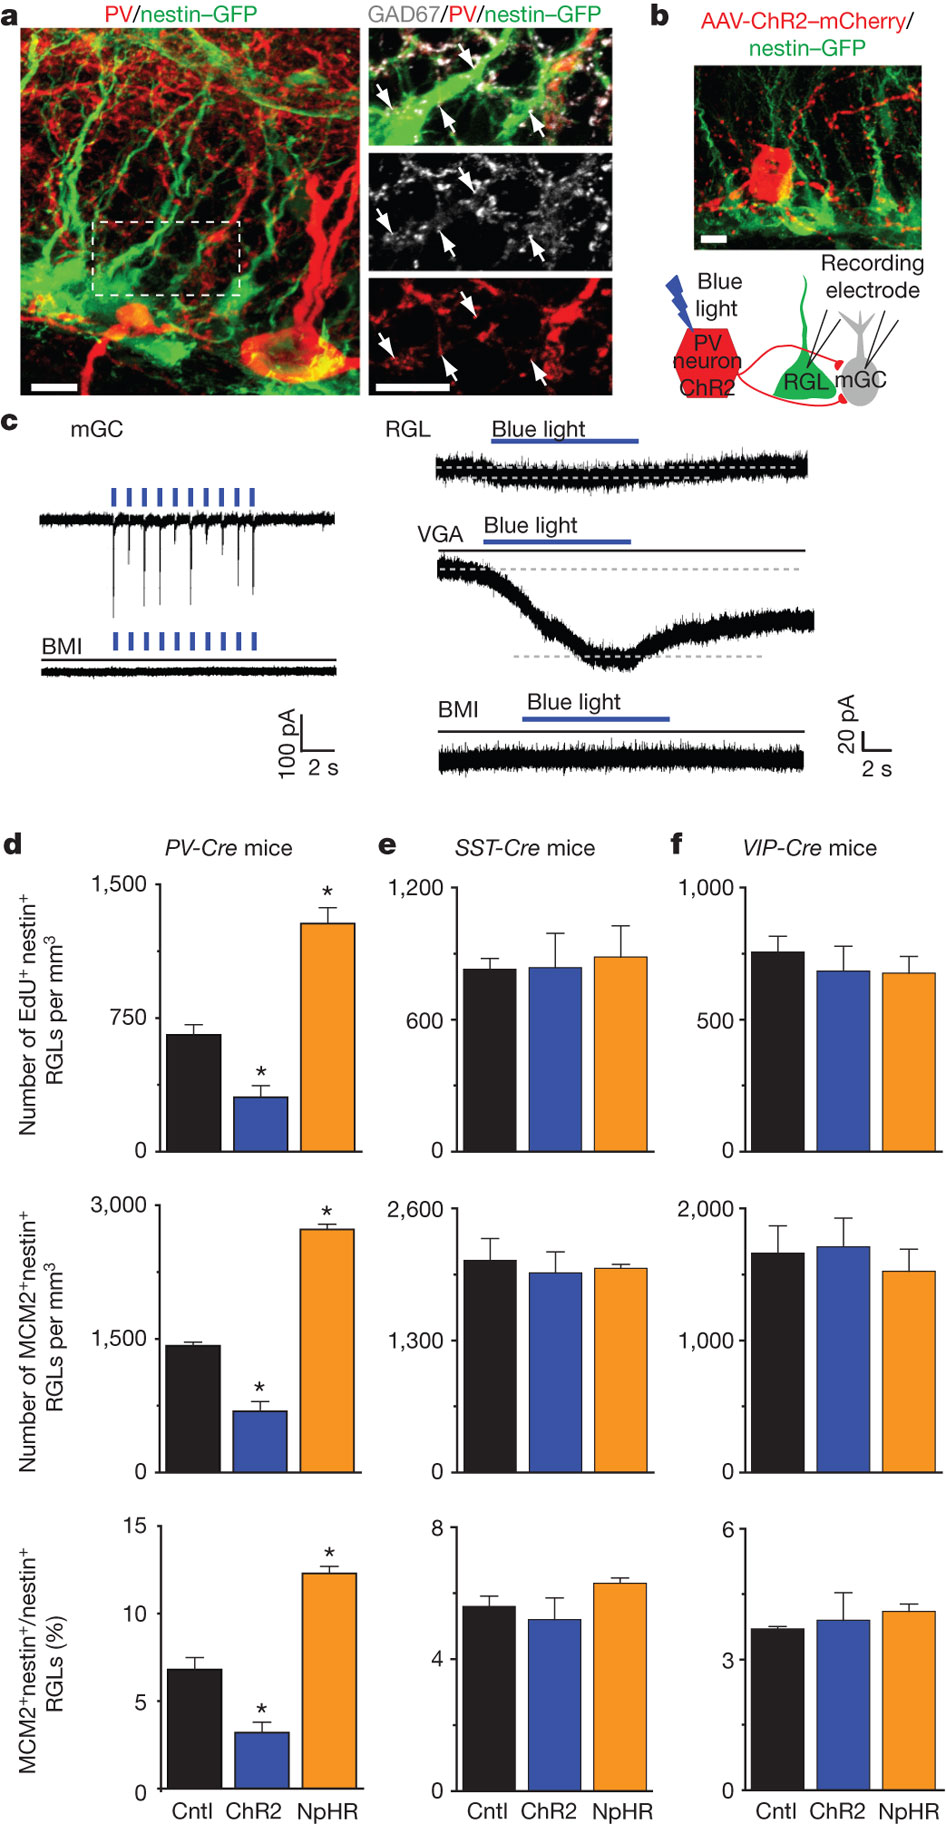 a
PV/nestin–GFP
GAD67/PV/nestin–GFP
b
AAV-ChR2–mCherry/
nestin–GFP
Blue
light
Recording
electrode
PV
neuron
ChR2
RGL
mGC
c
mGC
BMI
100 pA
2 s
RGL
Blue light
VGA
Blue light
BMI
Blue light
20 pA
2 s
d
PV-Cre mice
Number of EdU+ nestin+
RGLs per mm3
1,500
750
0
*
*
Number of MCM2+nestin+
RGLs per mm3
3,000
1,500
0
*
*
MCM2+nestin+/nestin+
RGLs (%)
15
10
5
0
*
*
Cntl ChR2 NpHR
e
SST-Cre mice
1,200
600
0
2,600
1,300
0
8
4
0
Cntl ChR2 NpHR
f
VIP-Cre mice
1,000
500
0
2,000
1,000
0
6
3
0
Cntl ChR2 NpHR